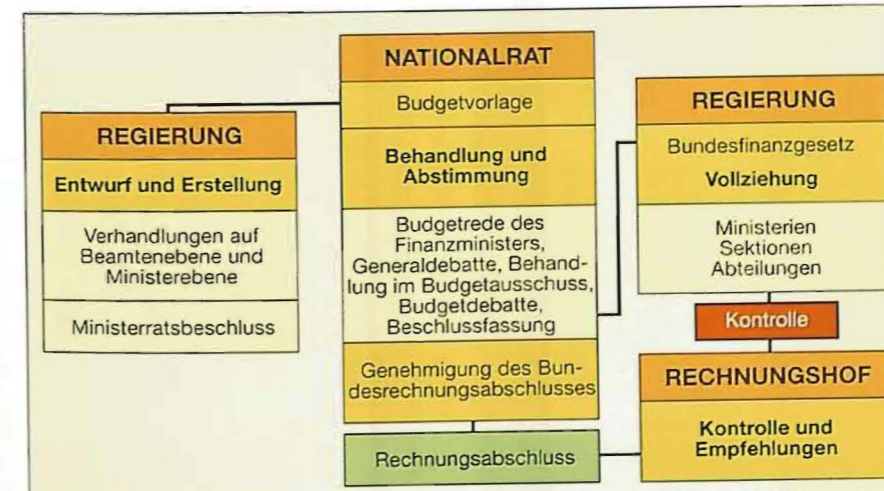 REGIERUNG
Entwurf und Erstellung
Verhandlungen auf
Beamtenebene und
Ministerebene
Ministerratsbeschluss
NATIONALRAT
Budgetvorlage
Behandlung und
Abstimmung
Budgetrede des
Finanzministers,
Generaldebatte, Behand-
lung im Budgetausschuss,
Budgetdebatte,
Beschlussfassung
Genehmigung des Bun-
desrechnungsabschlusses
Rechnungsabschluss
REGIERUNG
Bundesfinanzgesetz
Vollziehung
Ministerien
Sektionen
Abteilungen
Kontrolle
RECHNUNGSHOF
Kontrolle und
Empfehlungen